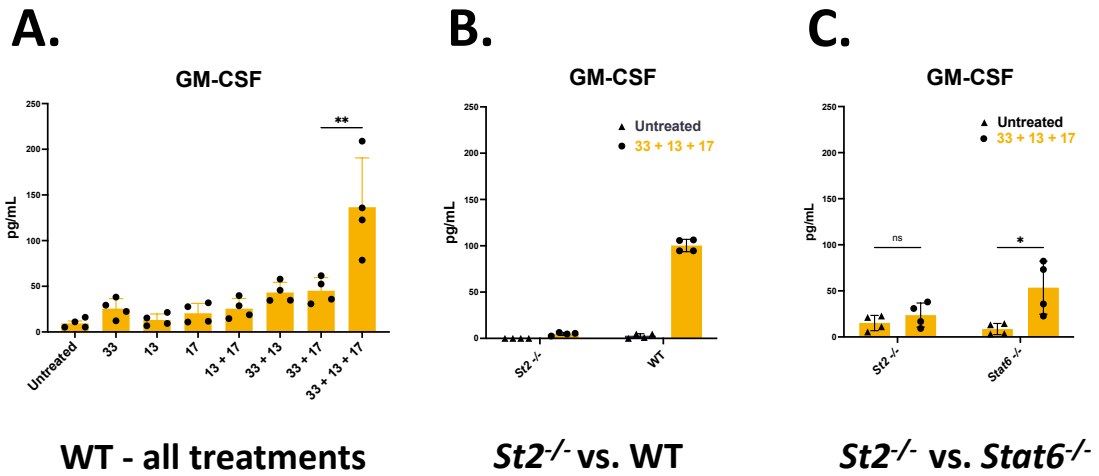 A.
GM-CSF
pg/mL
250
200
150
100
50
0
**
Untreated
33
13
17
13 + 17
33 + 13
33 + 17
33 + 13 + 17
WT - all treatments
B.
GM-CSF
pg/mL
250
200
150
100
50
0
Untreated
33 + 13 + 17
St2 -/-
WT
St2-/- vs. WT
C.
GM-CSF
pg/mL
250
200
150
100
50
0
Untreated
33 + 13 + 17
ns
*
St2 -/-
Stat6 -/-
St2-/- vs. Stat6-/-